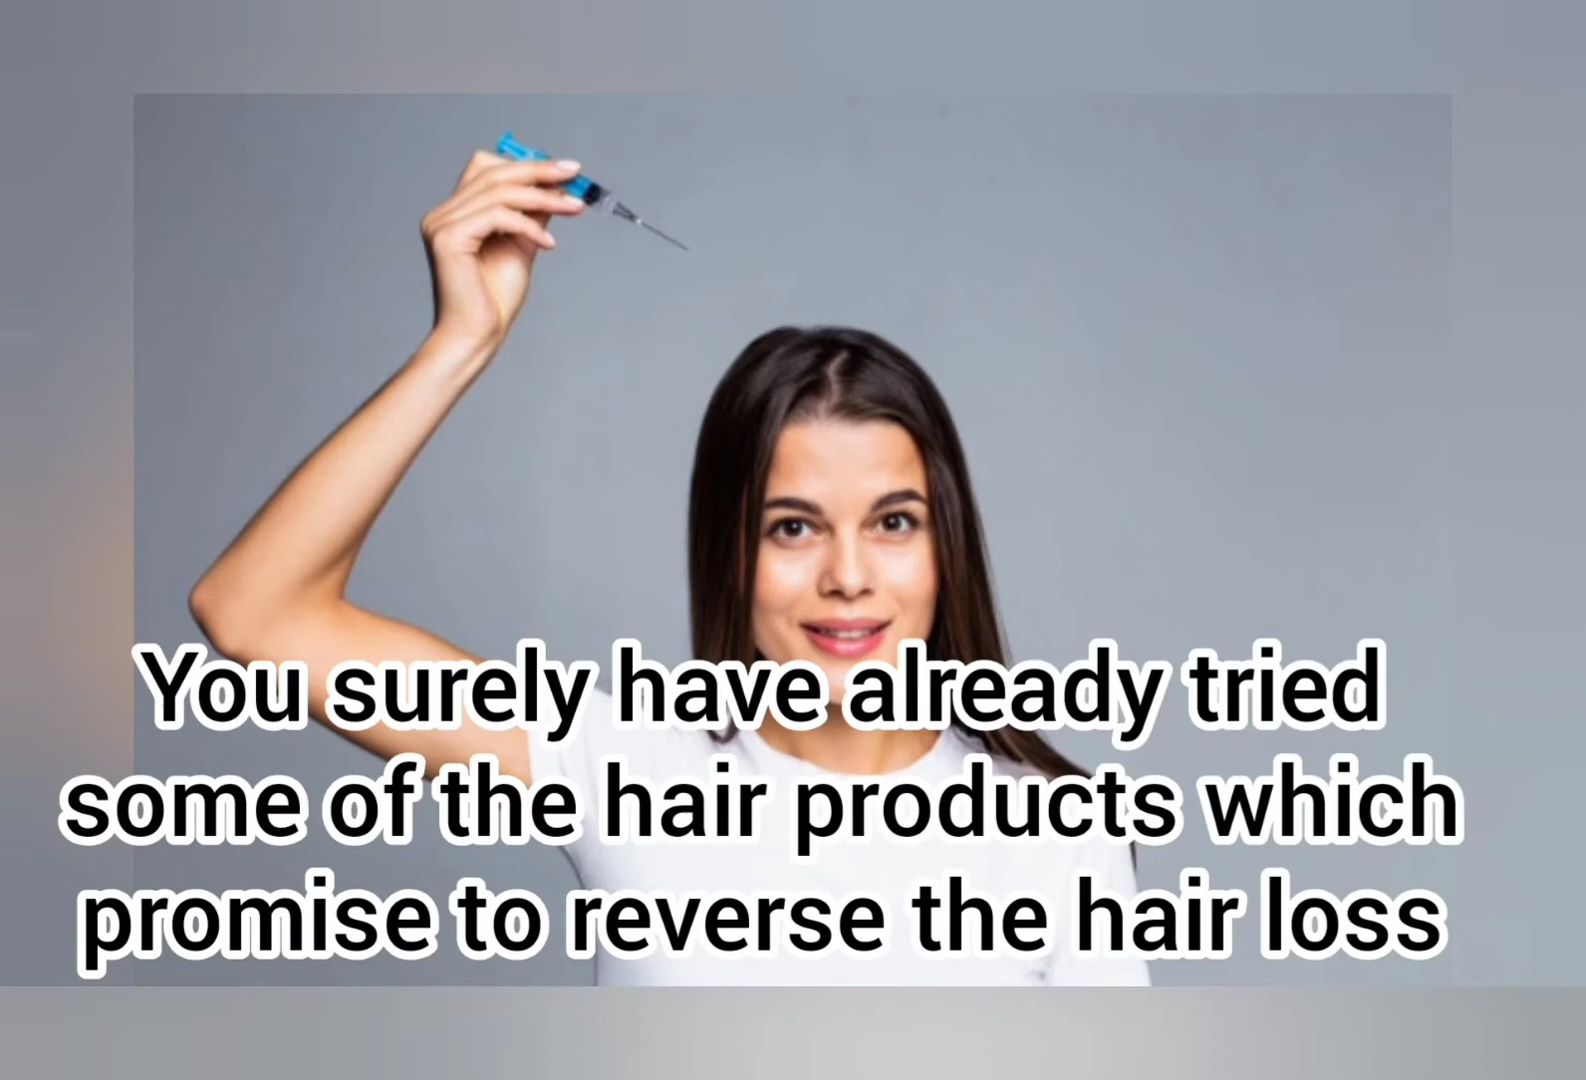 You surely have already tried
some of the hair products which
promise to reverse the hair loss